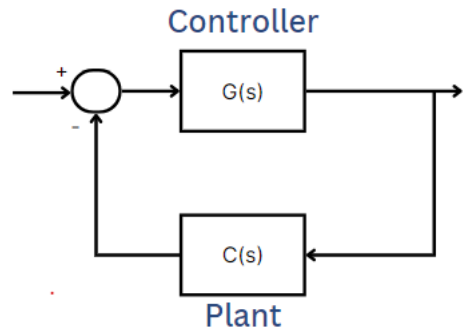 Controller
+
G(s)
-
C(s)
Plant